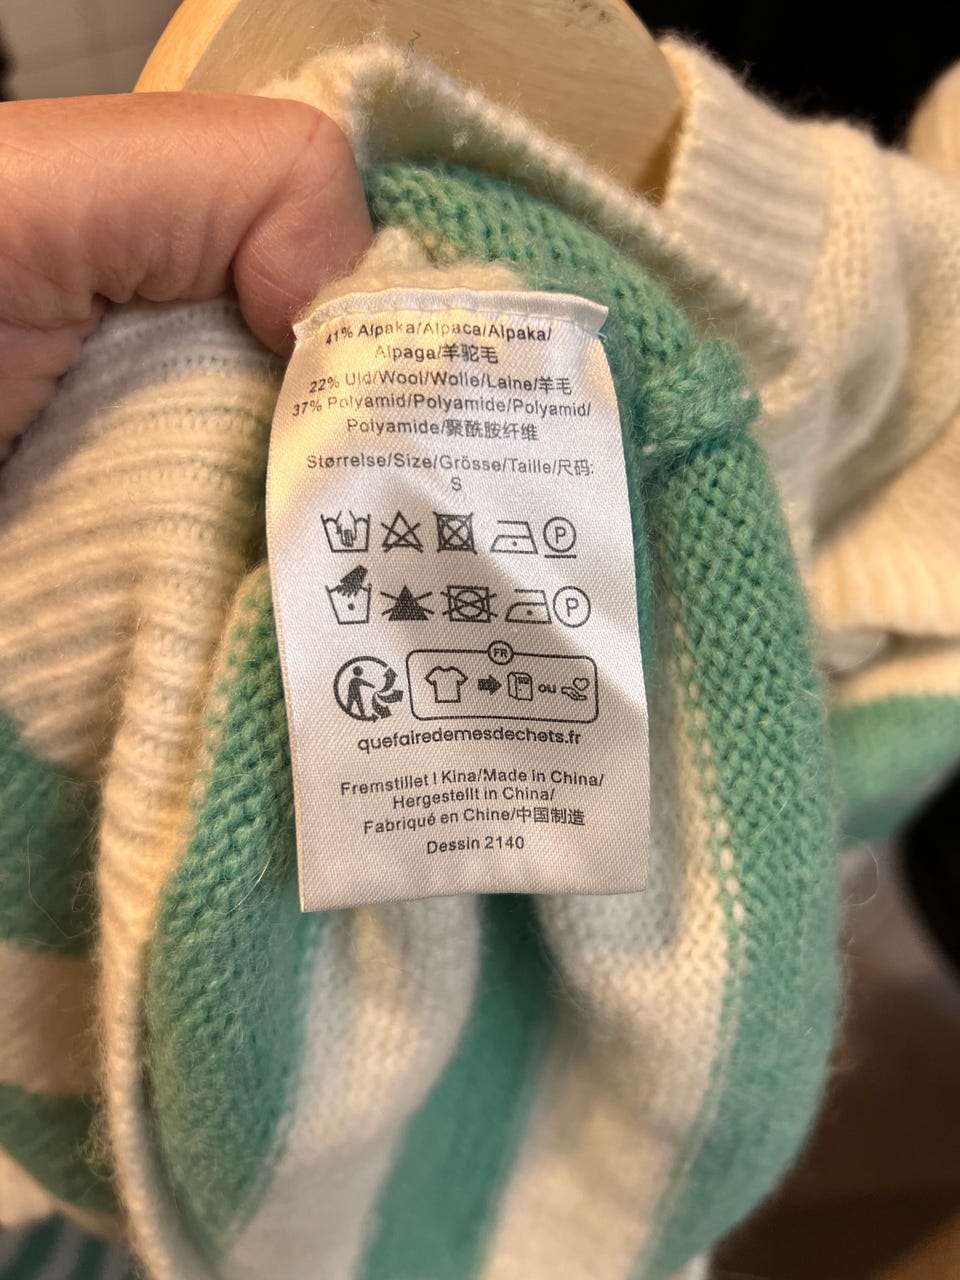 41% Alpaka/Alpaca/Alpaka/
Alpaga/羊驼毛
22% Uld/Wool/Wolle/Laine/羊毛
37% Polyamid/Polyamide/Polyamid/
Polyamide/聚酰胺纤维
Størrelse/Size/Grösse/Taille/尺码:
S
P
P
FR
ou
quefairedemesdechets.fr
Fremstillet I Kina/Made in China/
Hergestellt in China/
Fabriqué en Chine/中国制造
Dessin 2140